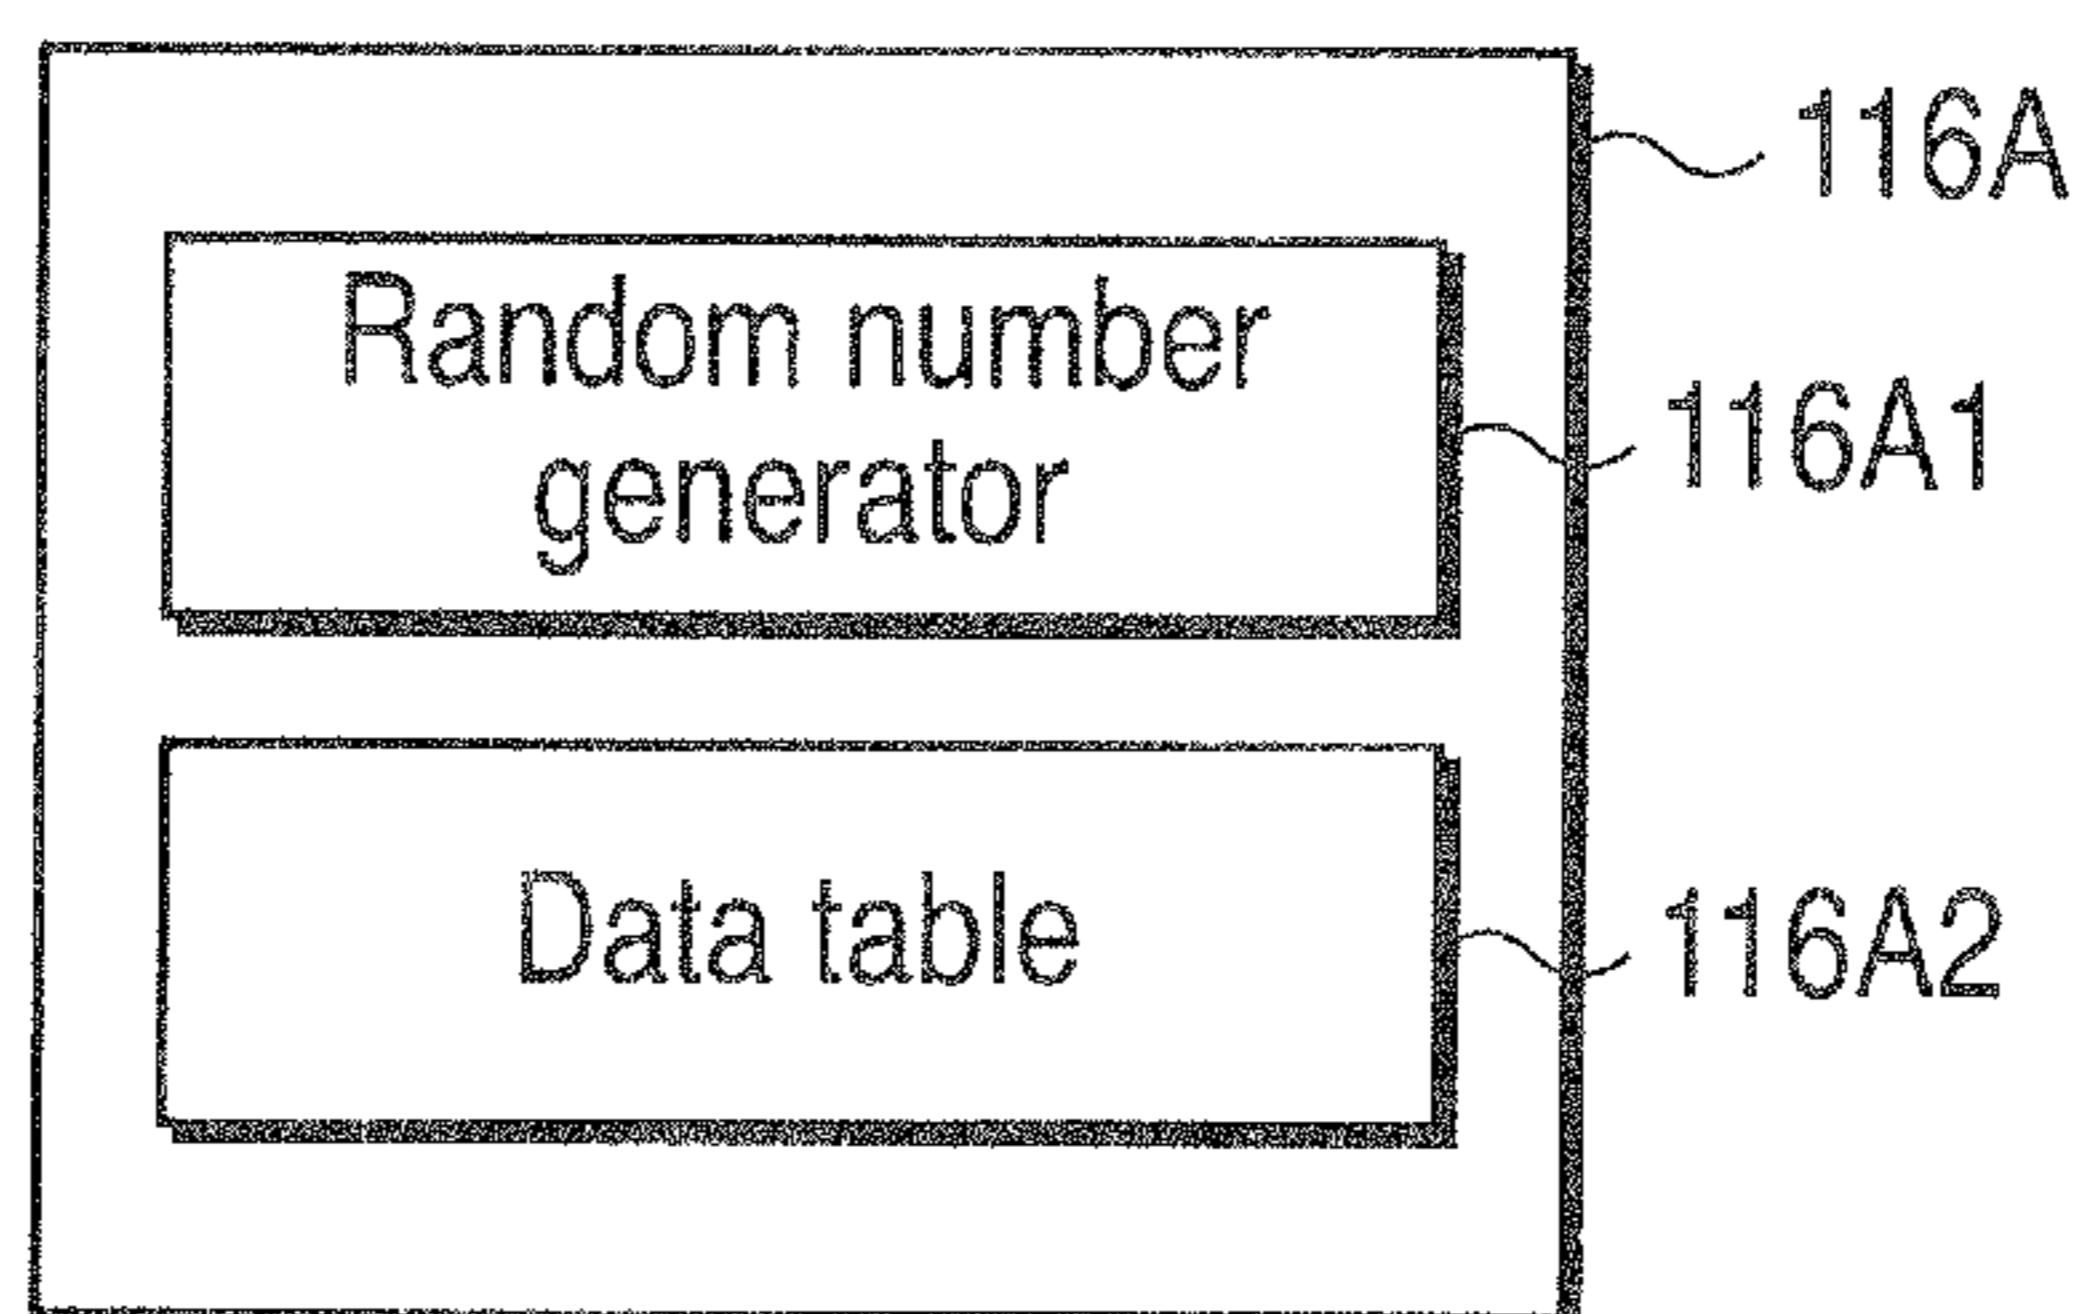 116A
Random number
generator
116A1
Data table
116A2